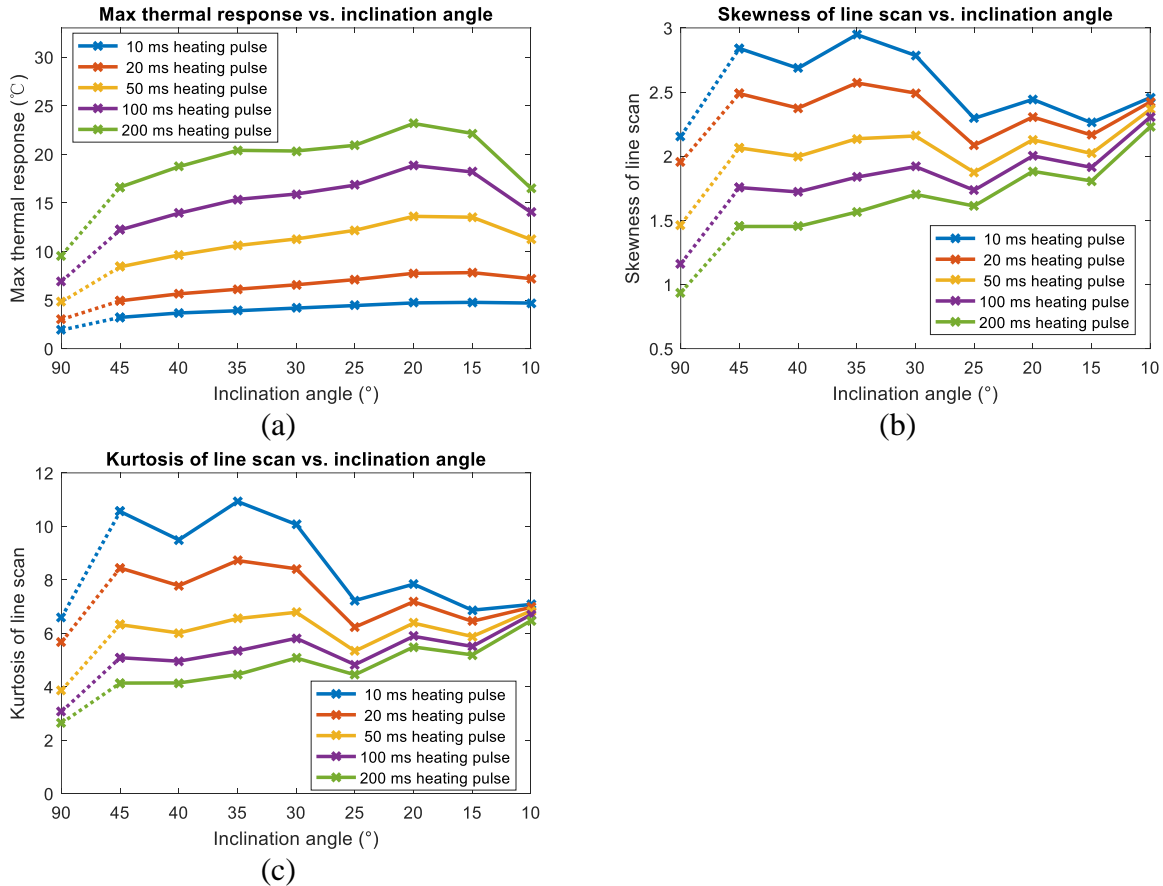 Max thermal response vs. inclination angle
Max thermal response (℃)
30
25
20
15
10
5
0
10 ms heating pulse
20 ms heating pulse
50 ms heating pulse
100 ms heating pulse
200 ms heating pulse
90 45 40 35 30 25 20 15 10
Inclination angle (°)
(a)
Skewness of line scan vs. inclination angle
Skewness of line scan
3
2.5
2
1.5
1
0.5
10 ms heating pulse
20 ms heating pulse
50 ms heating pulse
100 ms heating pulse
200 ms heating pulse
90 45 40 35 30 25 20 15 10
Inclination angle (°)
(b)
Kurtosis of line scan vs. inclination angle
Kurtosis of line scan
12
10
8
6
4
2
0
10 ms heating pulse
20 ms heating pulse
50 ms heating pulse
100 ms heating pulse
200 ms heating pulse
90 45 40 35 30 25 20 15 10
Inclination angle (°)
(c)